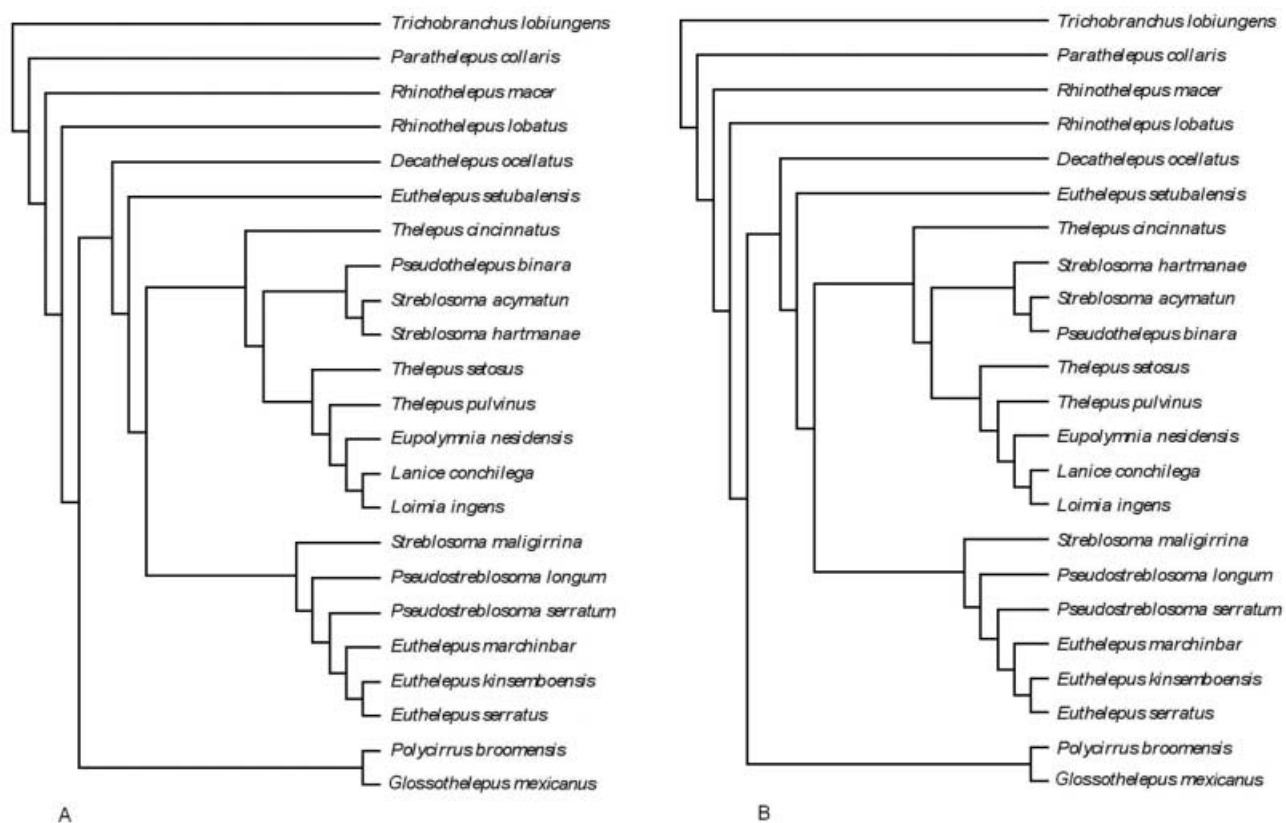 Trichobranchus lobiungens
Parathelepus collaris
Rhinothelepus macer
Rhinothelepus lobatus
Decathelepus ocellatus
Euthelepus setubalensis
Thelepus cincinnatus
Pseudothelepus binara
Streblosoma acymatun
Streblosoma hartmanae
Thelepus setosus
Thelepus pulvinus
Eupolymnia nesidensis
Lanice conchilega
Loimia ingens
Streblosoma maligirrina
Pseudostreblosoma longum
Pseudostreblosoma serratum
Euthelepus marchinbar
Euthelepus kinsemboensis
Euthelepus serratus
Polycirrus broomensis
Glossothelepus mexicanus
A
Trichobranchus lobiungens
Parathelepus collaris
Rhinothelepus macer
Rhinothelepus lobatus
Decathelepus ocellatus
Euthelepus setubalensis
Thelepus cincinnatus
Streblosoma hartmanae
Streblosoma acymatun
Pseudothelepus binara
Thelepus setosus
Thelepus pulvinus
Eupolymnia nesidensis
Lanice conchilega
Loimia ingens
Streblosoma maligirrina
Pseudostreblosoma longum
Pseudostreblosoma serratum
Euthelepus marchinbar
Euthelepus kinsemboensis
Euthelepus serratus
Polycirrus broomensis
Glossothelepus mexicanus
B